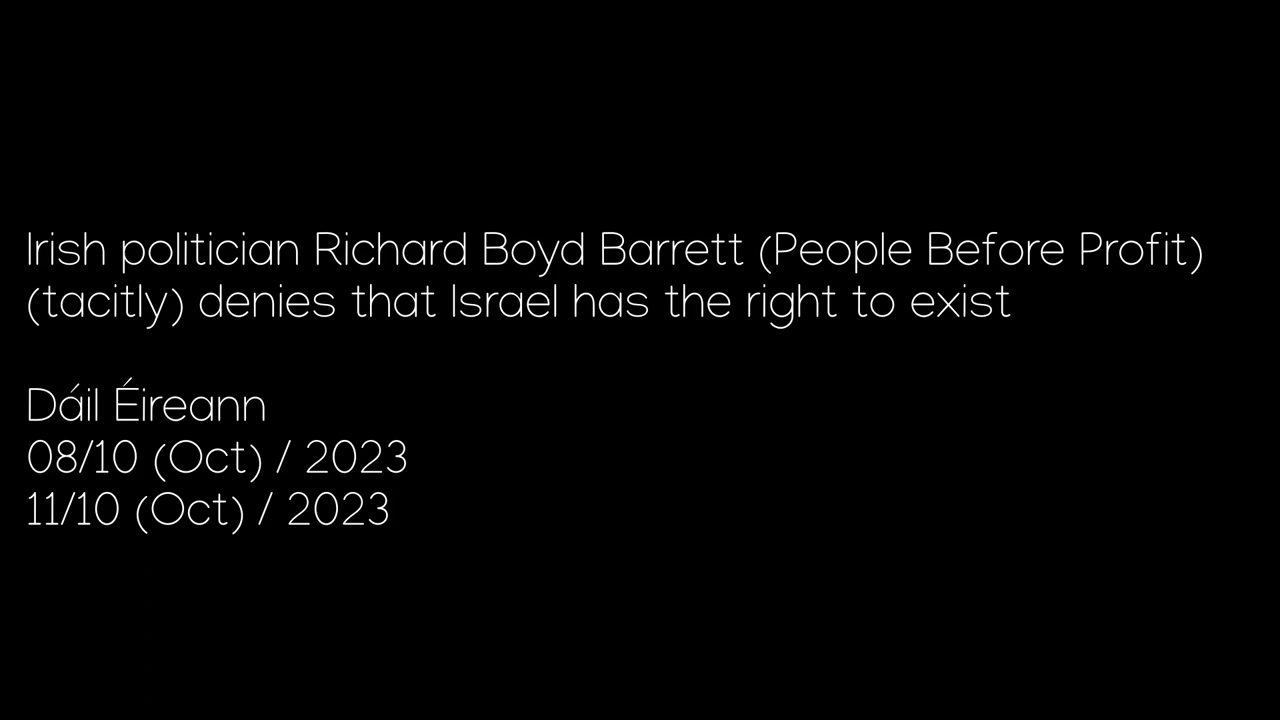 Irish politician Richard Boyd Barrett (People Before Profit)
(tacitly) denies that Israel has the right to exist
Dáil Éireann
08/10 (Oct) / 2023
11/10 (Oct) / 2023